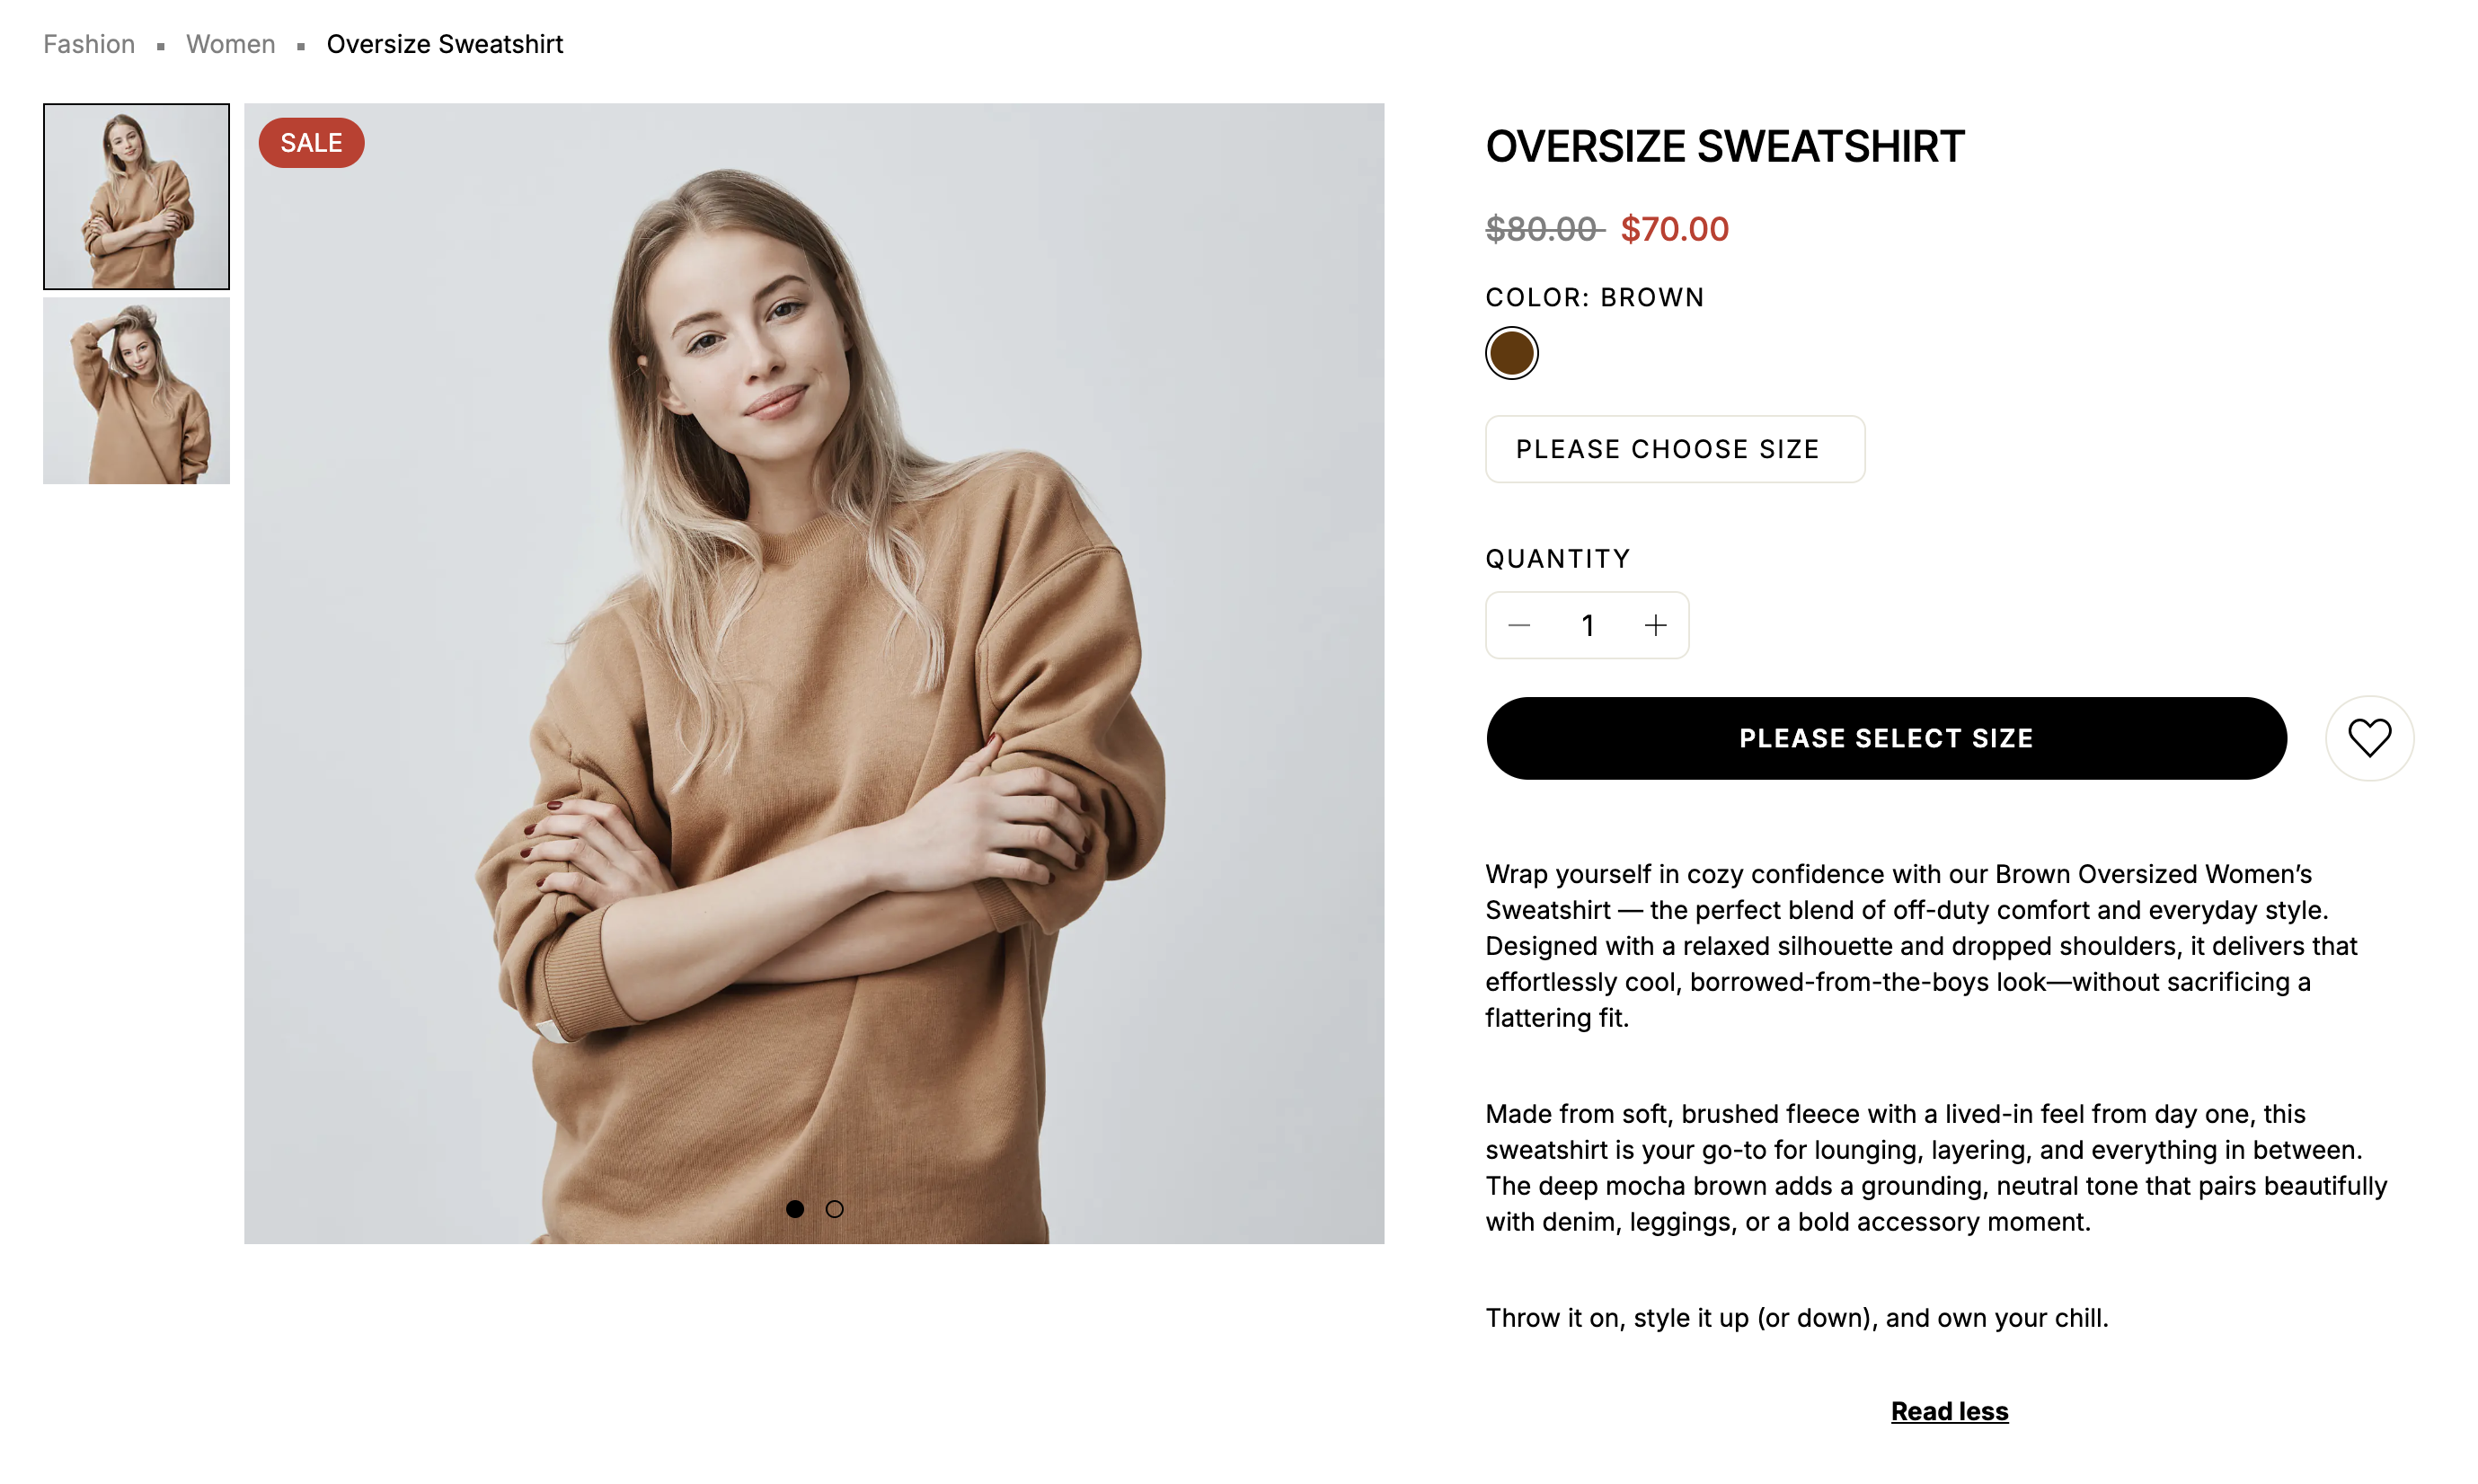 Fashion ▪ Women ▪ Oversize Sweatshirt
SALE
OVERSIZE SWEATSHIRT
$80.00 $70.00
COLOR: BROWN
PLEASE CHOOSE SIZE
QUANTITY
− 1 +
PLEASE SELECT SIZE
Wrap yourself in cozy confidence with our Brown Oversized Women’s
Sweatshirt — the perfect blend of off-duty comfort and everyday style.
Designed with a relaxed silhouette and dropped shoulders, it delivers that
effortlessly cool, borrowed-from-the-boys look—without sacrificing a
flattering fit.
Made from soft, brushed fleece with a lived-in feel from day one, this
sweatshirt is your go-to for lounging, layering, and everything in between.
The deep mocha brown adds a grounding, neutral tone that pairs beautifully
with denim, leggings, or a bold accessory moment.
Throw it on, style it up (or down), and own your chill.
Read less